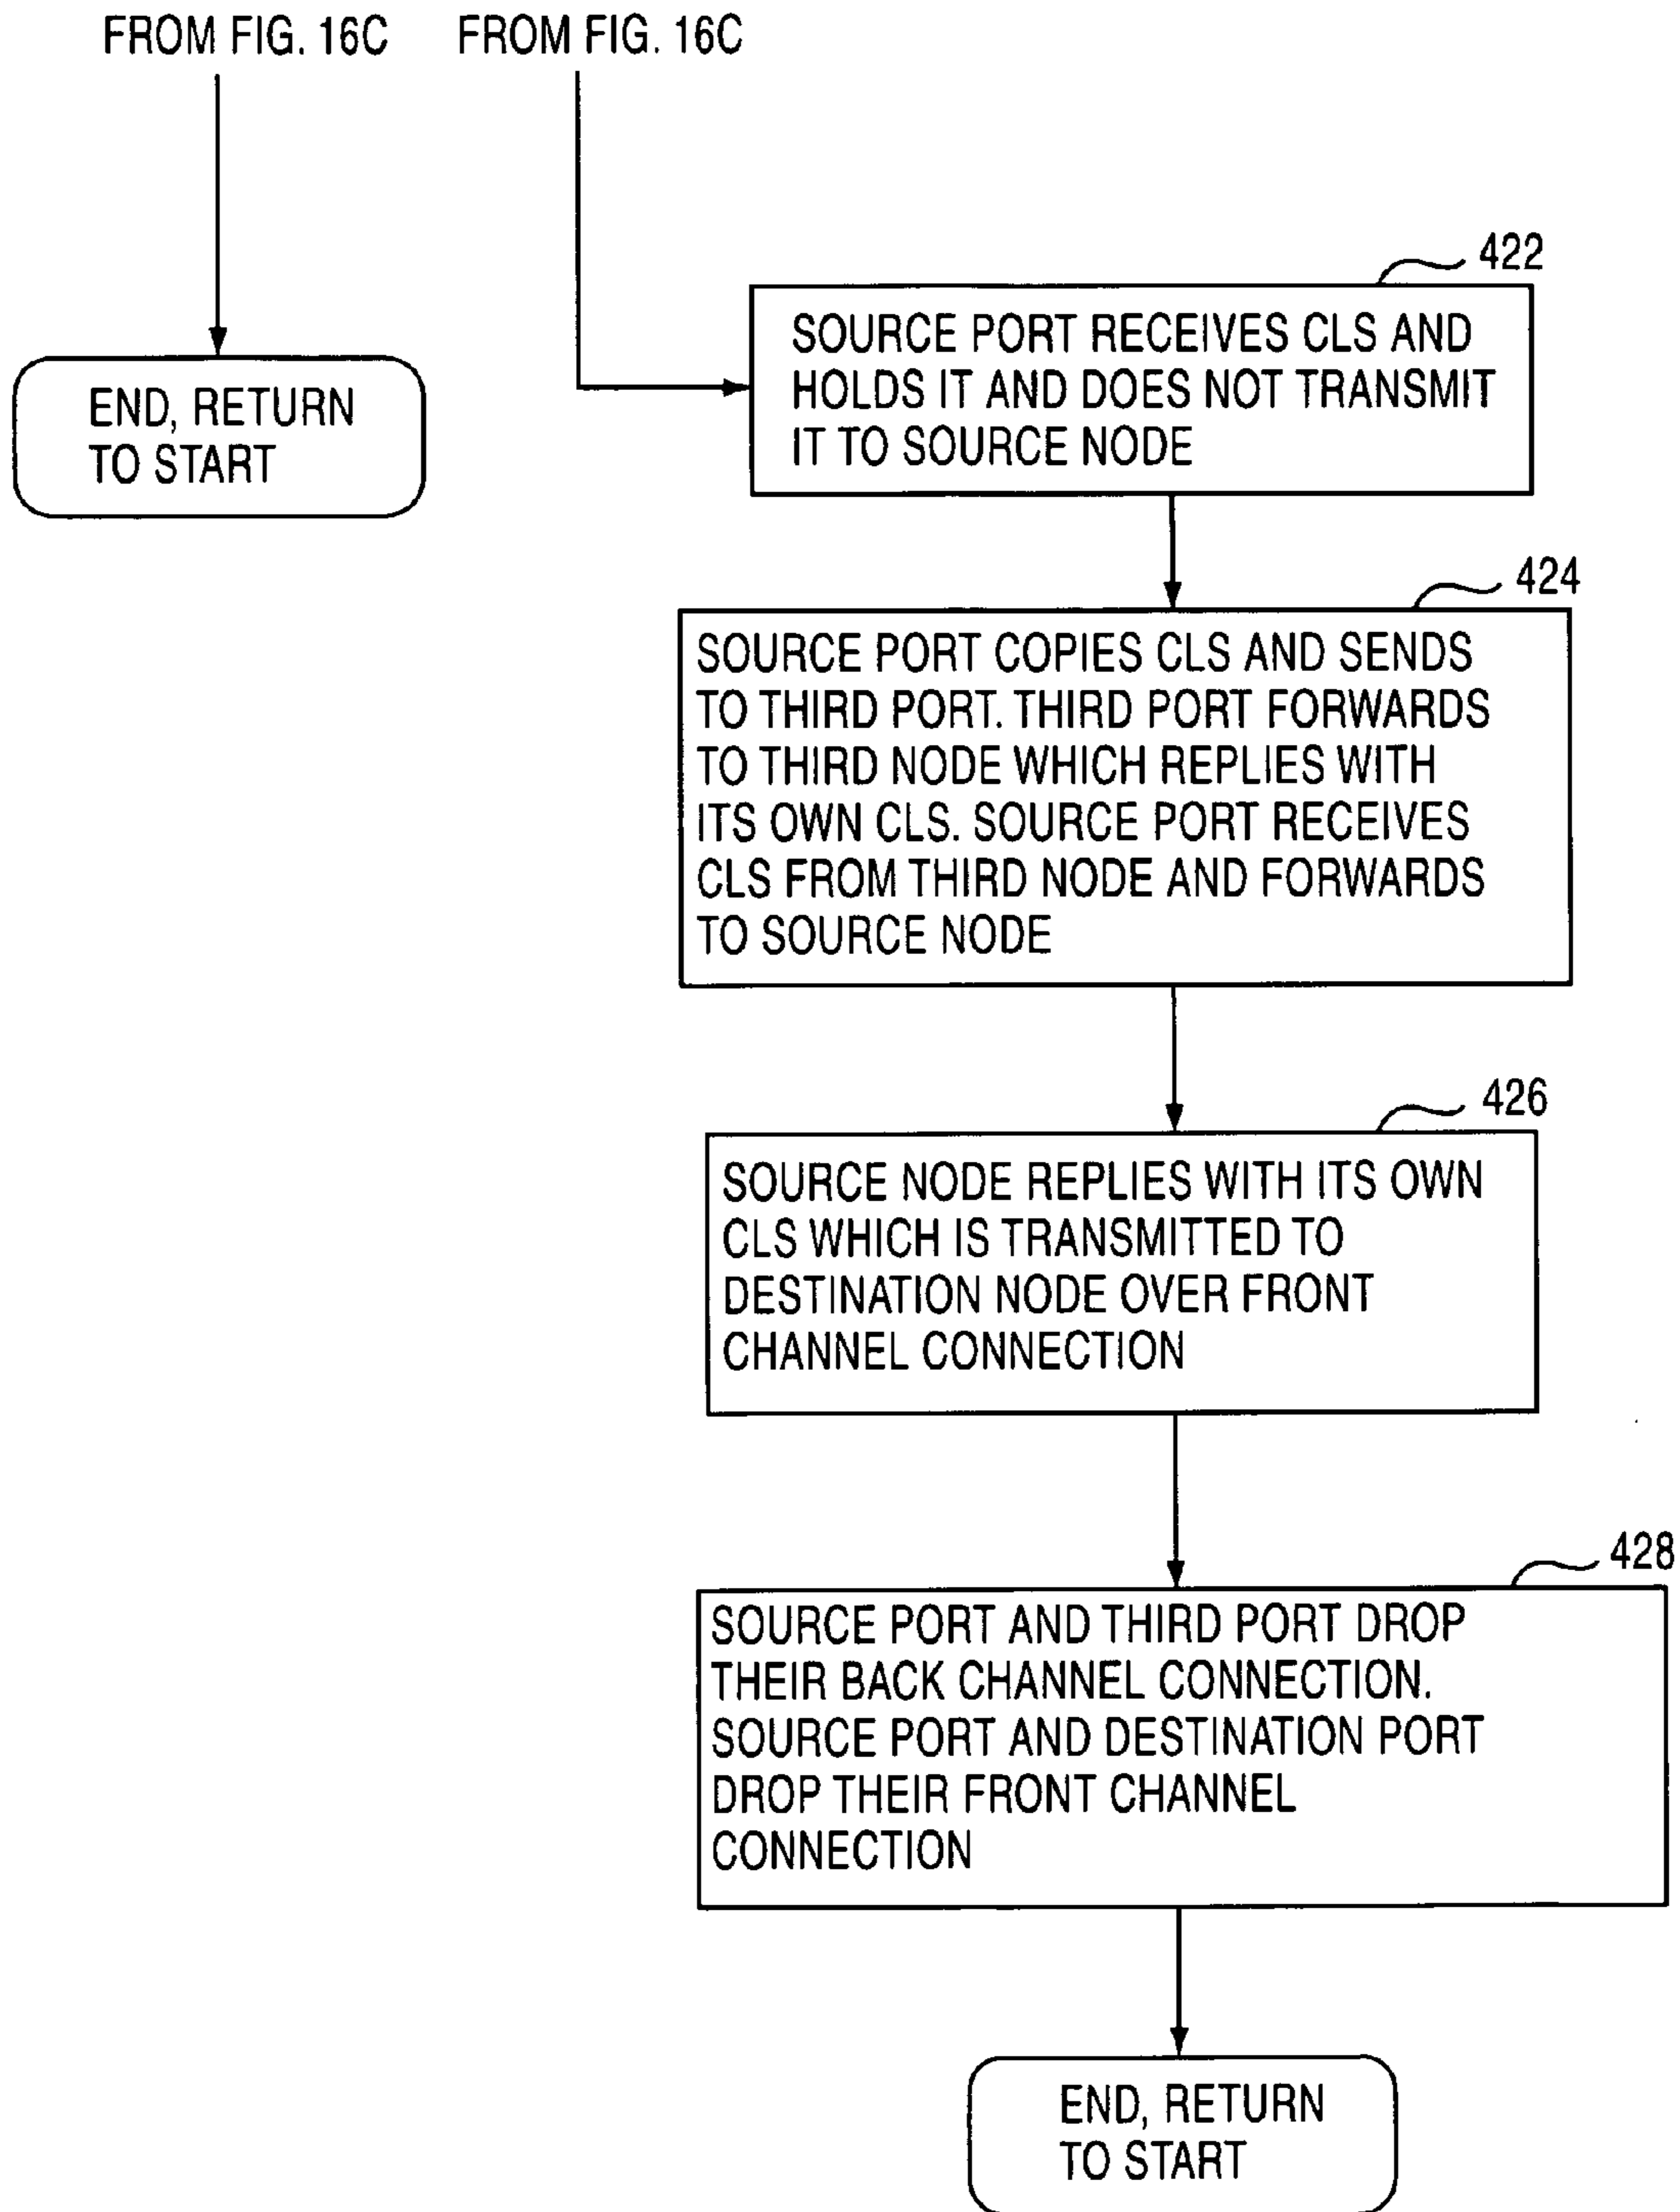 FROM FIG. 16C
FROM FIG. 16C
END, RETURN
TO START
422
SOURCE PORT RECEIVES CLS AND
HOLDS IT AND DOES NOT TRANSMIT
IT TO SOURCE NODE
424
SOURCE PORT COPIES CLS AND SENDS
TO THIRD PORT. THIRD PORT FORWARDS
TO THIRD NODE WHICH REPLIES WITH
ITS OWN CLS. SOURCE PORT RECEIVES
CLS FROM THIRD NODE AND FORWARDS
TO SOURCE NODE
426
SOURCE NODE REPLIES WITH ITS OWN
CLS WHICH IS TRANSMITTED TO
DESTINATION NODE OVER FRONT
CHANNEL CONNECTION
428
SOURCE PORT AND THIRD PORT DROP
THEIR BACK CHANNEL CONNECTION.
SOURCE PORT AND DESTINATION PORT
DROP THEIR FRONT CHANNEL
CONNECTION
END, RETURN
TO START